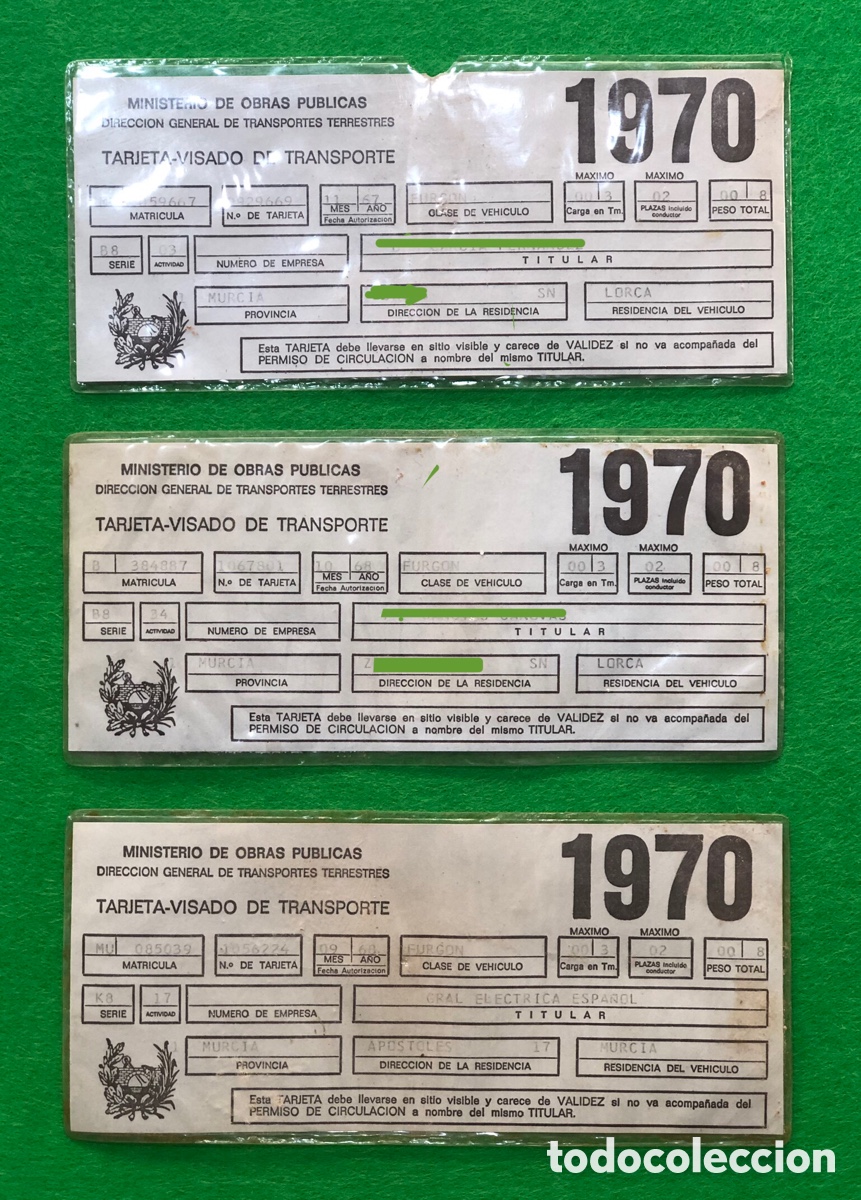 MINISTERIO DE OBRAS PUBLICAS
DIRECCION GENERAL DE TRANSPORTES TERRESTRES
TARJETA-VISADO DE TRANSPORTE
1970
MAXIMO MAXIMO
59667 929669 11 67 FURGON 00 3 02 00 8
MATRICULA N.º DE TARJETA MES AÑO CLASE DE VEHICULO Carga en Tm. PLAZAS Incluido conductor PESO TOTAL
Fecha Autorización
B8 03
SERIE ACTIVIDAD NUMERO DE EMPRESA TITULAR
MURCIA SN LORCA
PROVINCIA DIRECCION DE LA RESIDENCIA RESIDENCIA DEL VEHICULO
Esta TARJETA debe llevarse en sitio visible y carece de VALIDEZ si no va acompañada del
PERMISO DE CIRCULACION a nombre del mismo TITULAR.
MINISTERIO DE OBRAS PUBLICAS
DIRECCION GENERAL DE TRANSPORTES TERRESTRES
TARJETA-VISADO DE TRANSPORTE
1970
MAXIMO MAXIMO
B 384887 1067801 10 68 FURGON 00 3 02 00 8
MATRICULA N.º DE TARJETA MES AÑO CLASE DE VEHICULO Carga en Tm. PLAZAS Incluido conductor PESO TOTAL
Fecha Autorización
B8 34
SERIE ACTIVIDAD NUMERO DE EMPRESA TITULAR
MURCIA Z SN LORCA
PROVINCIA DIRECCION DE LA RESIDENCIA RESIDENCIA DEL VEHICULO
Esta TARJETA debe llevarse en sitio visible y carece de VALIDEZ si no va acompañada del
PERMISO DE CIRCULACION a nombre del mismo TITULAR.
MINISTERIO DE OBRAS PUBLICAS
DIRECCION GENERAL DE TRANSPORTES TERRESTRES
TARJETA-VISADO DE TRANSPORTE
1970
MAXIMO MAXIMO
MU 085039 1056224 09 68 FURGON 00 3 02 00 8
MATRICULA N.º DE TARJETA MES AÑO CLASE DE VEHICULO Carga en Tm. PLAZAS Incluido conductor PESO TOTAL
Fecha Autorización
K8 17 GRAL ELECTRICA ESPAÑOL
SERIE ACTIVIDAD NUMERO DE EMPRESA TITULAR
MURCIA APOSTOLES 17 MURCIA
PROVINCIA DIRECCION DE LA RESIDENCIA RESIDENCIA DEL VEHICULO
Esta TARJETA debe llevarse en sitio visible y carece de VALIDEZ si no va acompañada del
PERMISO DE CIRCULACION a nombre del mismo TITULAR.
todocoleccion